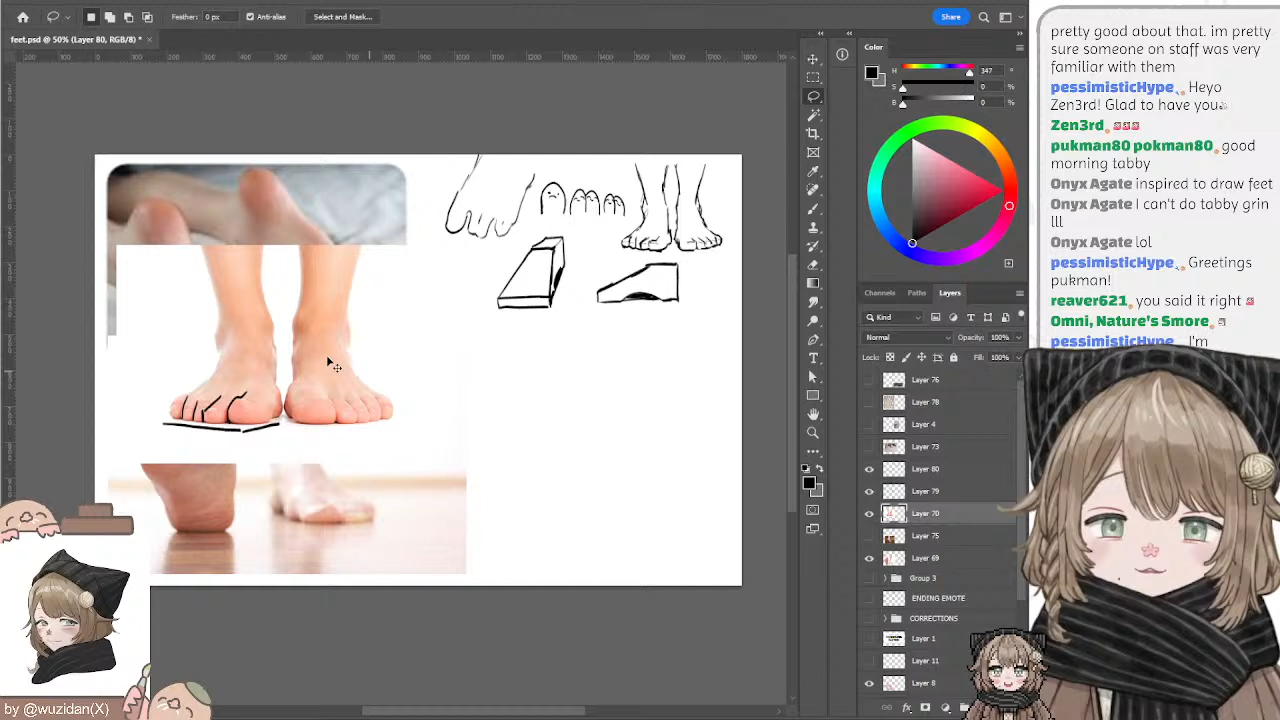 Feather:
0 px
Anti-alias
Select and Mask...
Share
feet.psd @ 50% (Layer 80, RGB/8) *
Color
H
347
S
0
%
B
0
%
Channels
Paths
Layers
Kind
Normal
Opacity:
100%
Lock:
Fill:
100%
Layer 76
Layer 78
Layer 4
Layer 73
Layer 80
Layer 79
Layer 70
Layer 75
Layer 69
Group 3
ENDING EMOTE
CORRECTIONS
Layer 1
Layer 11
Layer 8
pretty good about that. im pretty
sure someone on staff was very
familiar with them
pessimisticHype Heyo
Zen3rd! Glad to have you
Zen3rd
pukman80 pokman80 good
morning tabby
Onyx Agate inspired to draw feet
Onyx Agate I can't do tabby grin
lll
Onyx Agate lol
pessimisticHype Greetings
pukman!
reaver621 you said it right
Omni, Nature's Smore
pessimisticHype I'm
by @wuzidan(X)